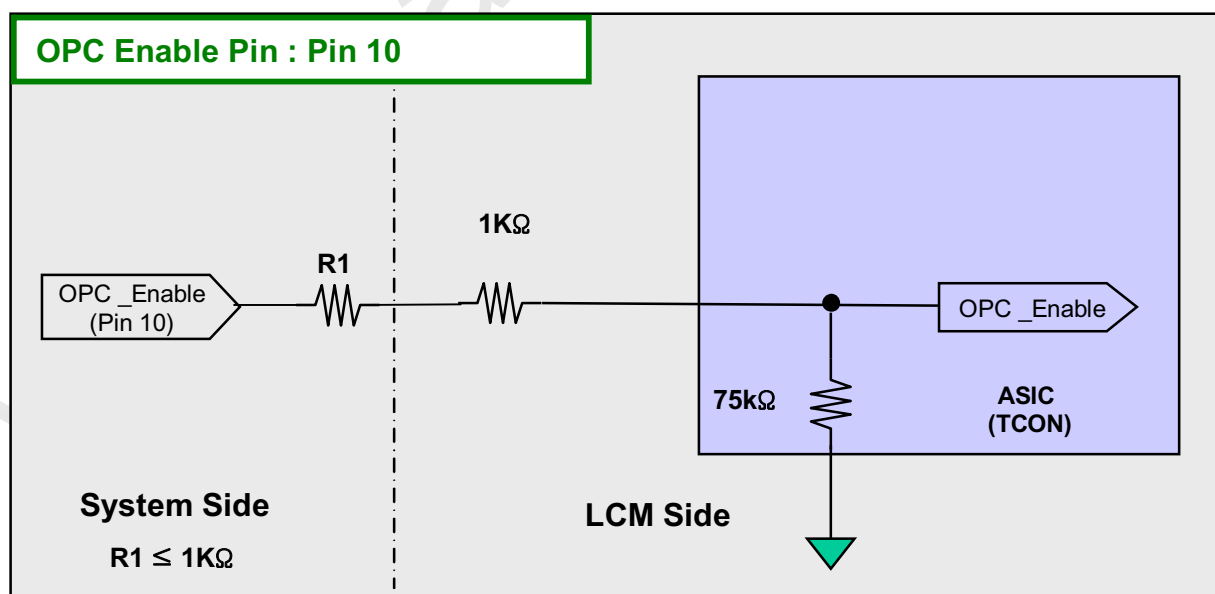 OPC Enable Pin : Pin 10
1KΩ
R1
OPC _Enable
(Pin 10)
OPC _Enable
75kΩ
ASIC
(TCON)
System Side
LCM Side
R1 ≤ 1KΩ